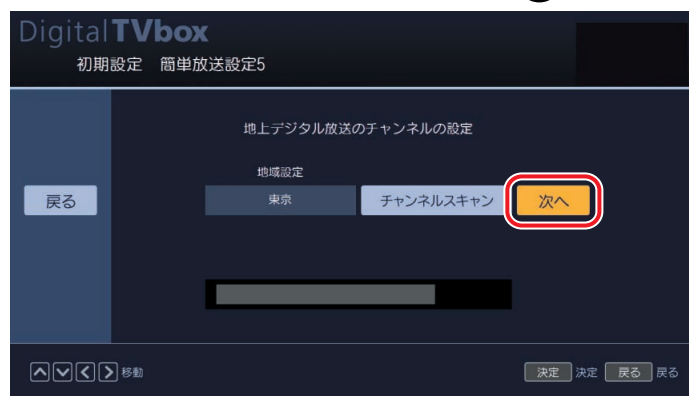 Digital TVbox
初期設定 簡単放送設定5
地上デジタル放送のチャンネルの設定
地域設定
戻る
東京
チャンネルスキャン
次へ
移動
決定 決定 戻る 戻る